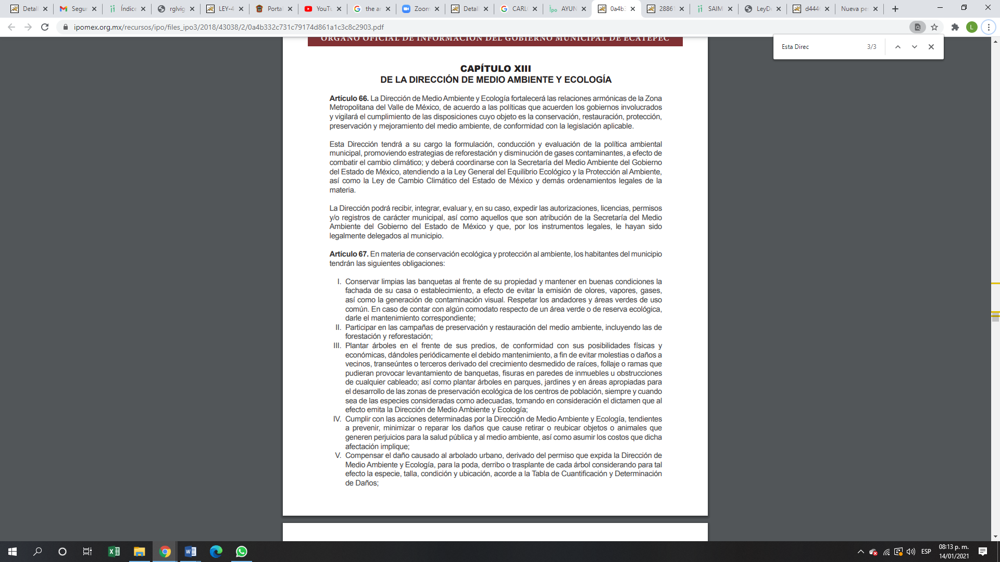 Detall
Segur
Índice
rglvig
LEY-4
Portal
YouTu
the ar
Zoom
Detall
CARL
AYUN
0a4b3
28861
SAIM
LeyD
d444
Nueva pe
ipomex.org.mx/recursos/ipo/files_ipo3/2018/43038/2/0a4b332c731c79174d861a1c3c8c2903.pdf
L
Esta Direc 3/3
ÓRGANO OFICIAL DE INFORMACIÓN DEL GOBIERNO MUNICIPAL DE ECATEPEC
CAPÍTULO XIII
DE LA DIRECCIÓN DE MEDIO AMBIENTE Y ECOLOGÍA
Artículo 66. La Dirección de Medio Ambiente y Ecología fortalecerá las relaciones armónicas de la Zona
Metropolitana del Valle de México, de acuerdo a las políticas que acuerden los gobiernos involucrados
y vigilará el cumplimiento de las disposiciones cuyo objeto es la conservación, restauración, protección,
preservación y mejoramiento del medio ambiente, de conformidad con la legislación aplicable.
Esta Dirección tendrá a su cargo la formulación, conducción y evaluación de la política ambiental
municipal, promoviendo estrategias de reforestación y disminución de gases contaminantes, a efecto de
combatir el cambio climático; y deberá coordinarse con la Secretaría del Medio Ambiente del Gobierno
del Estado de México, atendiendo a la Ley General del Equilibrio Ecológico y la Protección al Ambiente,
así como la Ley de Cambio Climático del Estado de México y demás ordenamientos legales de la
materia.
La Dirección podrá recibir, integrar, evaluar y, en su caso, expedir las autorizaciones, licencias, permisos
y/o registros de carácter municipal, así como aquellos que son atribución de la Secretaría del Medio
Ambiente del Gobierno del Estado de México y que, por los instrumentos legales, le hayan sido
legalmente delegados al municipio.
Artículo 67. En materia de conservación ecológica y protección al ambiente, los habitantes del municipio
tendrán las siguientes obligaciones:
I. Conservar limpias las banquetas al frente de su propiedad y mantener en buenas condiciones la
fachada de su casa o establecimiento, a efecto de evitar la emisión de olores, vapores, gases,
así como la generación de contaminación visual. Respetar los andadores y áreas verdes de uso
común. En caso de contar con algún comodato respecto de un área verde o de reserva ecológica,
darle el mantenimiento correspondiente;
II. Participar en las campañas de preservación y restauración del medio ambiente, incluyendo las de
forestación y reforestación;
III. Plantar árboles en el frente de sus predios, de conformidad con sus posibilidades físicas y
económicas, dándoles periódicamente el debido mantenimiento, a fin de evitar molestias o daños a
vecinos, transeúntes o terceros derivado del crecimiento desmedido de raíces, follaje o ramas que
pudieran provocar levantamiento de banquetas, fisuras en paredes de inmuebles u obstrucciones
de cualquier cableado; así como plantar árboles en parques, jardines y en áreas apropiadas para
el desarrollo de las zonas de preservación ecológica de los centros de población, siempre y cuando
sea de las especies consideradas como adecuadas, tomando en consideración el dictamen que al
efecto emita la Dirección de Medio Ambiente y Ecología;
IV. Cumplir con las acciones determinadas por la Dirección de Medio Ambiente y Ecología, tendientes
a prevenir, minimizar o reparar los daños que cause retirar o reubicar objetos o animales que
generen perjuicios para la salud pública y al medio ambiente, así como asumir los costos que dicha
afectación implique;
V. Compensar el daño causado al arbolado urbano, derivado del permiso que expida la Dirección de
Medio Ambiente y Ecología, para la poda, derribo o trasplante de cada árbol considerando para tal
efecto la especie, talla, condición y ubicación, acorde a la Tabla de Cuantificación y Determinación
de Daños;
ESP
08:13 p. m.
14/01/2021